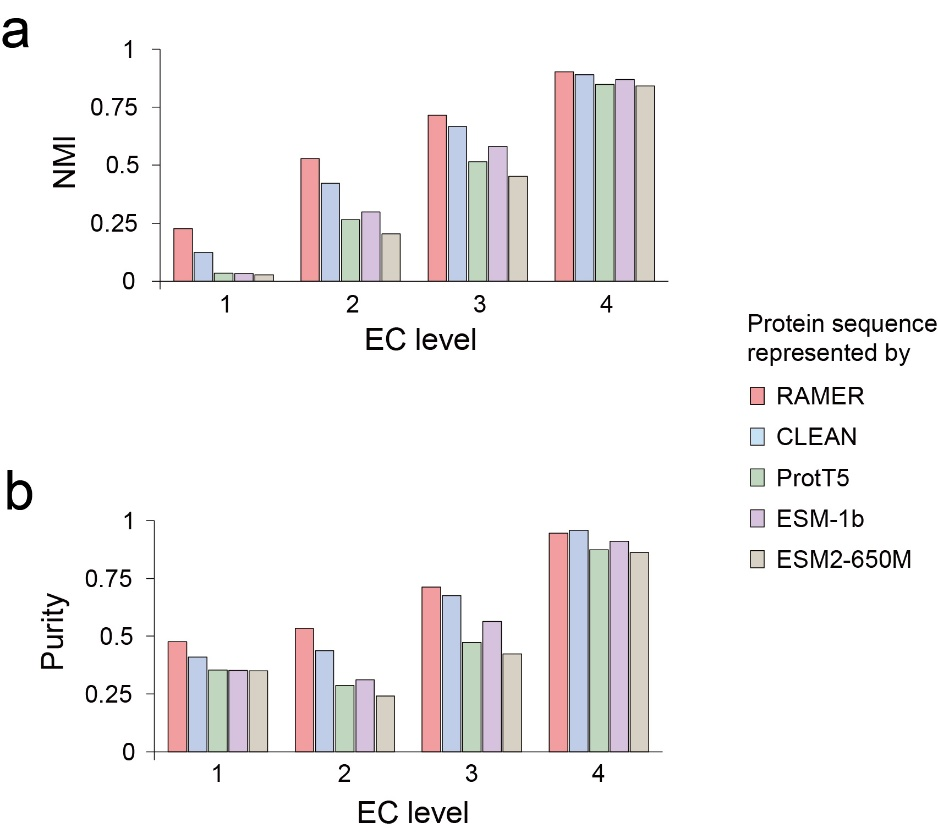 a
1
0.75
0.5
0.25
0
NMI
1 2 3 4
EC level
Protein sequence
represented by
RAMER
CLEAN
ProtT5
ESM-1b
ESM2-650M
b
1
0.75
0.5
0.25
0
Purity
1 2 3 4
EC level